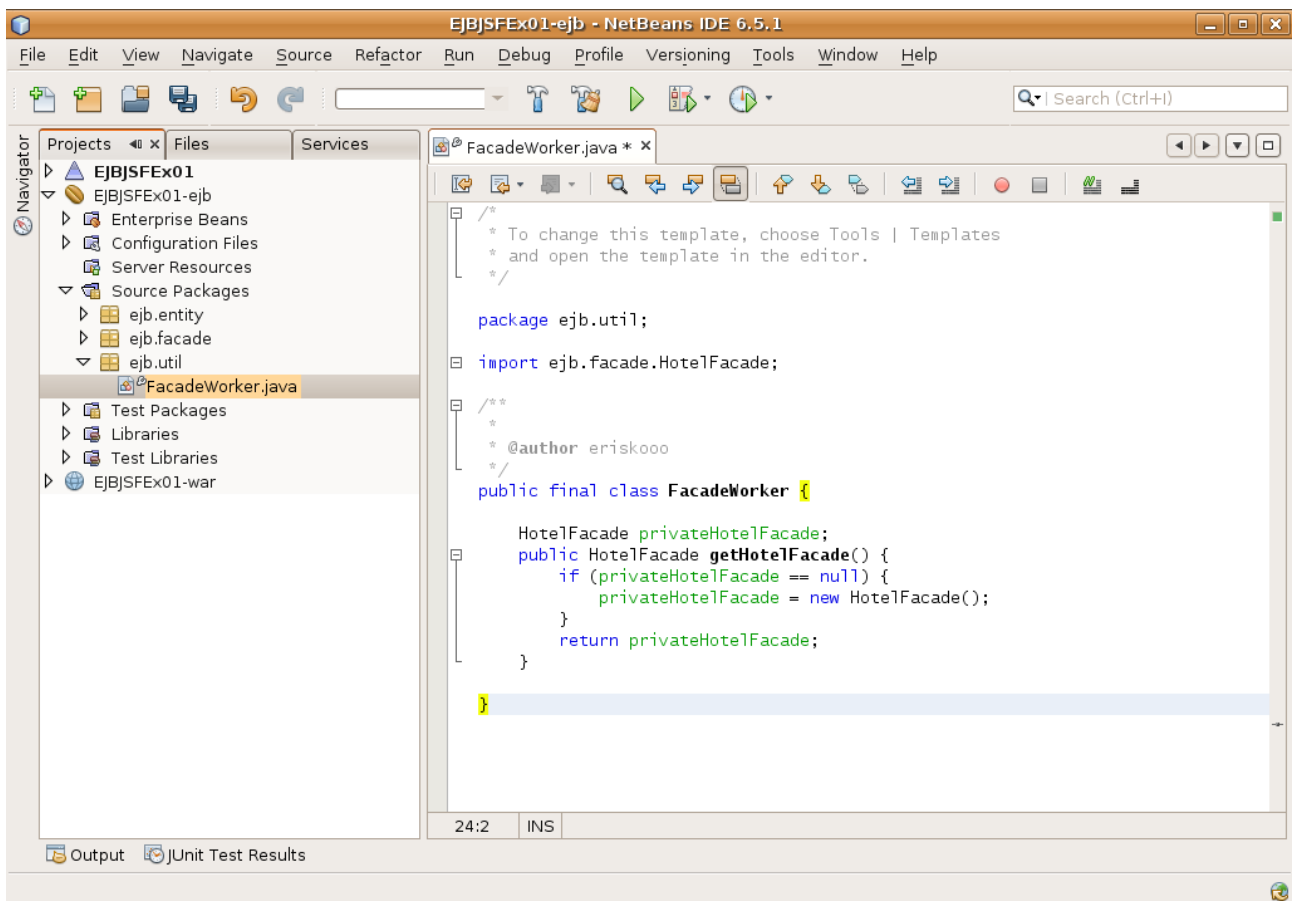 EJBJSFEx01-ejb - NetBeans IDE 6.5.1
File Edit View Navigate Source Refactor Run Debug Profile Versioning Tools Window Help
Search (Ctrl+I)
Navigator
Projects Files Services
EJBJSFEx01
EJBJSFEx01-ejb
Enterprise Beans
Configuration Files
Server Resources
Source Packages
ejb.entity
ejb.facade
ejb.util
FacadeWorker.java
Test Packages
Libraries
Test Libraries
EJBJSFEx01-war
FacadeWorker.java *
/*
* To change this template, choose Tools | Templates
* and open the template in the editor.
*/
package ejb.util;
import ejb.facade.HotelFacade;
/**
*
* @author eriskooo
*/
public final class FacadeWorker {
HotelFacade privateHotelFacade;
public HotelFacade getHotelFacade() {
if (privateHotelFacade == null) {
privateHotelFacade = new HotelFacade();
}
return privateHotelFacade;
}
}
24:2 INS
Output JUnit Test Results